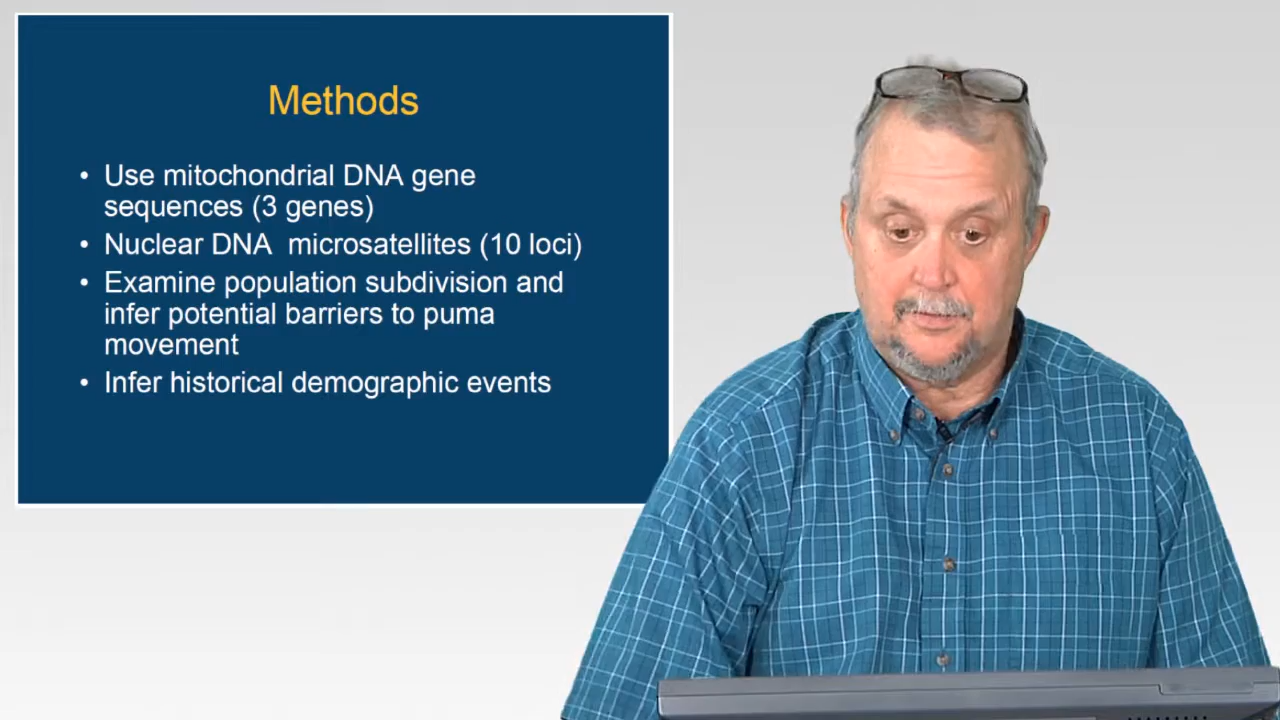 Methods
• Use mitochondrial DNA gene
sequences (3 genes)
• Nuclear DNA  microsatellites (10 loci)
• Examine population subdivision and
infer potential barriers to puma
movement
• Infer historical demographic events